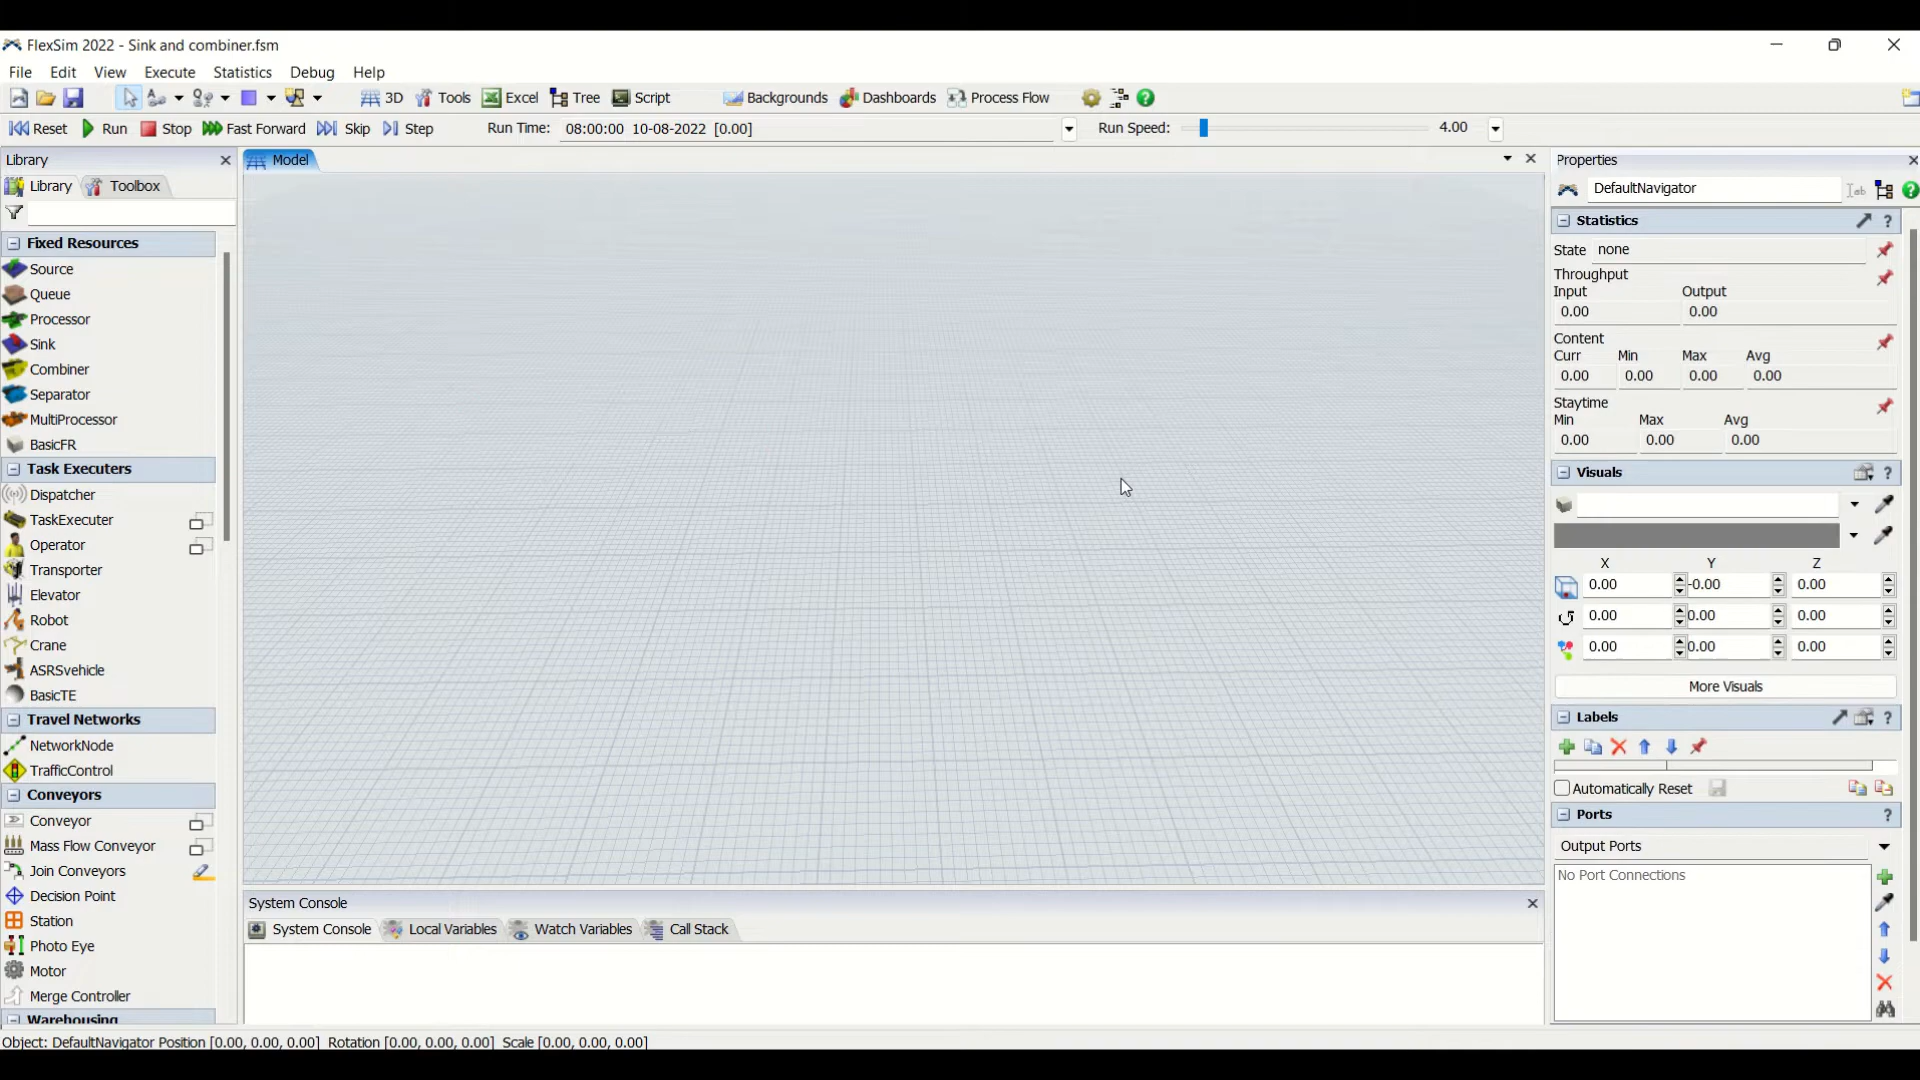 FlexSim 2022 - Sink and combiner.fsm
File Edit View Execute Statistics Debug Help
3D Tools Excel Tree Script Backgrounds Dashboards Process Flow
Reset Run Stop Fast Forward Skip Step Run Time: 08:00:00 10-08-2022 [0.00] Run Speed: 4.00
Library
Library Toolbox
Fixed Resources
Source
Queue
Processor
Sink
Combiner
Separator
MultiProcessor
BasicFR
Task Executers
Dispatcher
TaskExecuter
Operator
Transporter
Elevator
Robot
Crane
ASRSvehicle
BasicTE
Travel Networks
NetworkNode
TrafficControl
Conveyors
Conveyor
Mass Flow Conveyor
Join Conveyors
Decision Point
Station
Photo Eye
Motor
Merge Controller
Warehousing
Model
System Console
System Console Local Variables Watch Variables Call Stack
Properties
DefaultNavigator
Statistics
State none
Throughput
Input Output
0.00 0.00
Content
Curr Min Max Avg
0.00 0.00 0.00 0.00
Staytime
Min Max Avg
0.00 0.00 0.00
Visuals
X Y Z
0.00 -0.00 0.00
0.00 0.00 0.00
0.00 0.00 0.00
More Visuals
Labels
Automatically Reset
Ports
Output Ports
No Port Connections
Object: DefaultNavigator Position [0.00, 0.00, 0.00] Rotation [0.00, 0.00, 0.00] Scale [0.00, 0.00, 0.00]